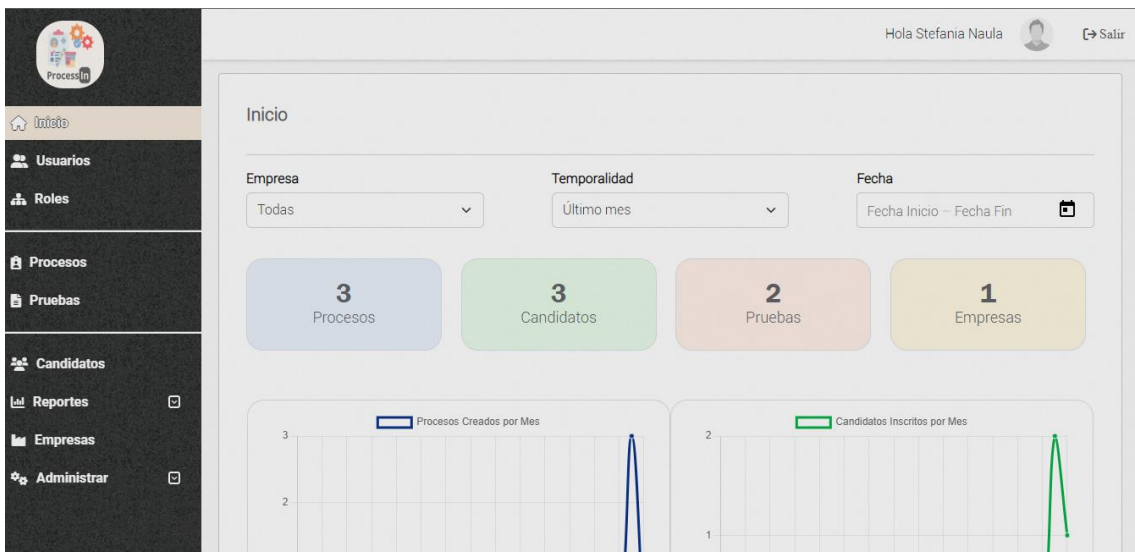 Process In
Hola Stefania Naula
Salir
Inicio
Usuarios
Roles
Procesos
Pruebas
Candidatos
Reportes
Empresas
Administrar
Inicio
Empresa
Temporalidad
Fecha
Todas
Último mes
Fecha Inicio – Fecha Fin
3
Procesos
3
Candidatos
2
Pruebas
1
Empresas
Procesos Creados por Mes
3
2
Candidatos Inscritos por Mes
2
1